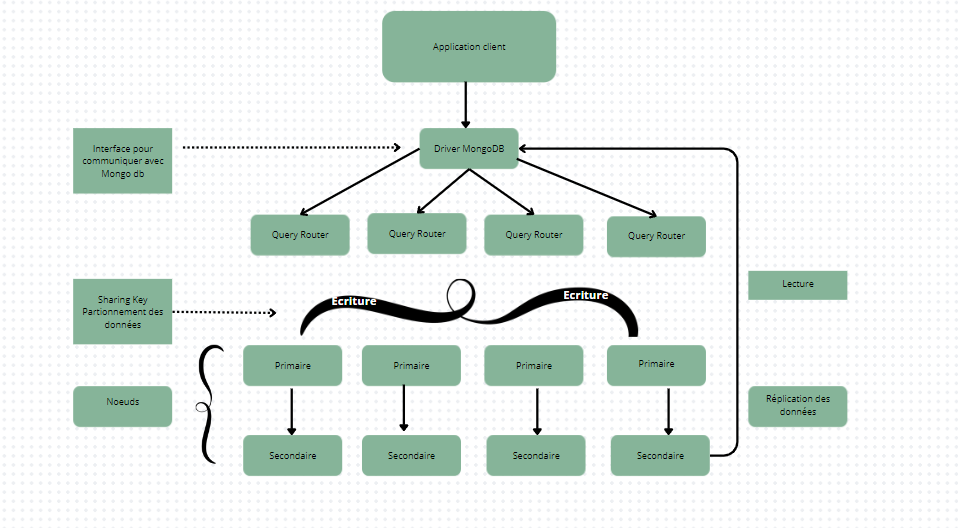 Application client
Interface pour
communiquer avec
Mongo db
Driver MongoDB
Query Router
Query Router
Query Router
Query Router
Lecture
Sharing Key
Partionnement des
données
Ecriture
Ecriture
Primaire
Primaire
Primaire
Primaire
Noeuds
Réplication des
données
Secondaire
Secondaire
Secondaire
Secondaire